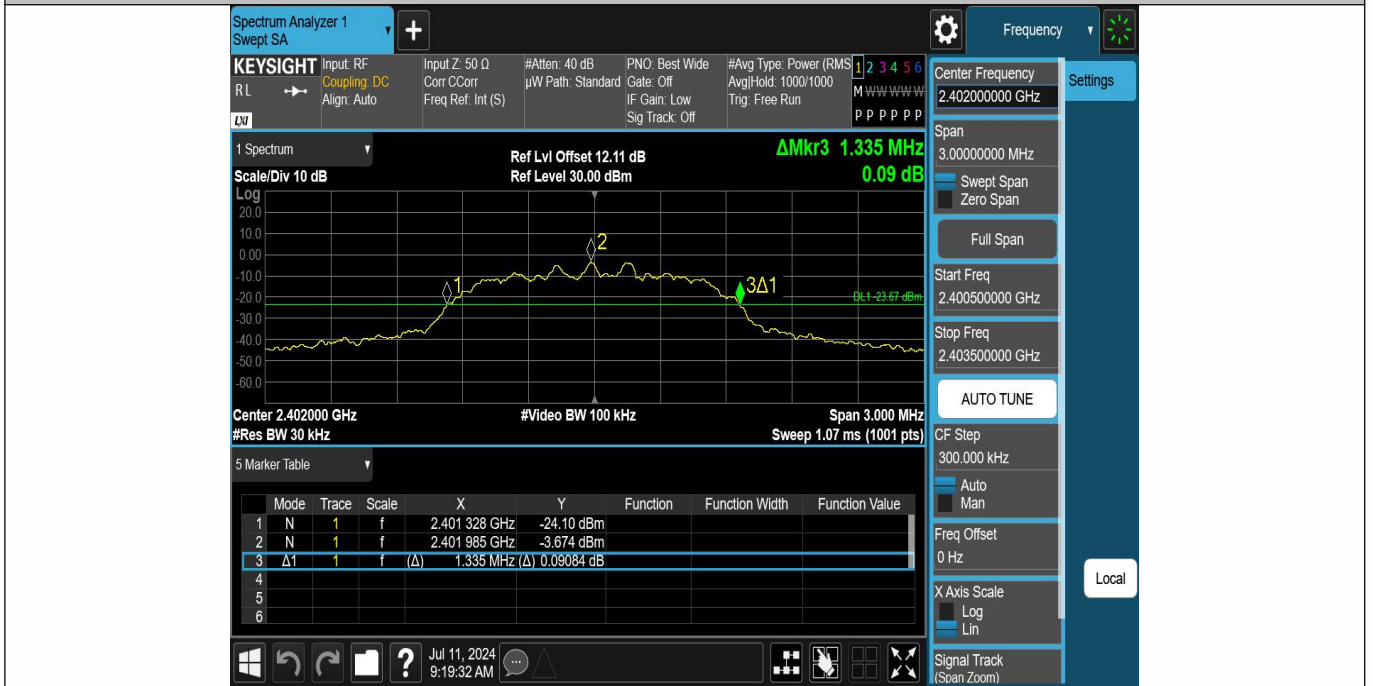 Spectrum Analyzer 1
Swept SA
+
Frequency
KEYSIGHT
RL
LXI
Input: RF
Coupling: DC
Align: Auto
Input Z: 50 Ω
Corr CCorr
Freq Ref: Int (S)
#Atten: 40 dB
µW Path: Standard
PNO: Best Wide
Gate: Off
IF Gain: Low
Sig Track: Off
#Avg Type: Power (RMS
Avg|Hold: 1000/1000
Trig: Free Run
1 2 3 4 5 6
M W W W W W
P P P P P P
1 Spectrum
Scale/Div 10 dB
Ref Lvl Offset 12.11 dB
Ref Level 30.00 dBm
ΔMkr3 1.335 MHz
0.09 dB
Log
20.0
10.0
0.00
-10.0
-20.0
-30.0
-40.0
-50.0
-60.0
1
2
3Δ1
DL1 -23.67 dBm
Center 2.402000 GHz
#Video BW 100 kHz
Span 3.000 MHz
#Res BW 30 kHz
Sweep 1.07 ms (1001 pts)
5 Marker Table
Mode Trace Scale X Y Function Function Width Function Value
1 N 1 f 2.401 328 GHz -24.10 dBm
2 N 1 f 2.401 985 GHz -3.674 dBm
3 Δ1 1 f (Δ) 1.335 MHz (Δ) 0.09084 dB
4
5
6
Center Frequency
2.402000000 GHz
Settings
Span
3.00000000 MHz
Swept Span
Zero Span
Full Span
Start Freq
2.400500000 GHz
Stop Freq
2.403500000 GHz
AUTO TUNE
CF Step
300.000 kHz
Auto
Man
Freq Offset
0 Hz
X Axis Scale
Log
Lin
Signal Track
(Span Zoom)
Local
?
Jul 11, 2024
9:19:32 AM